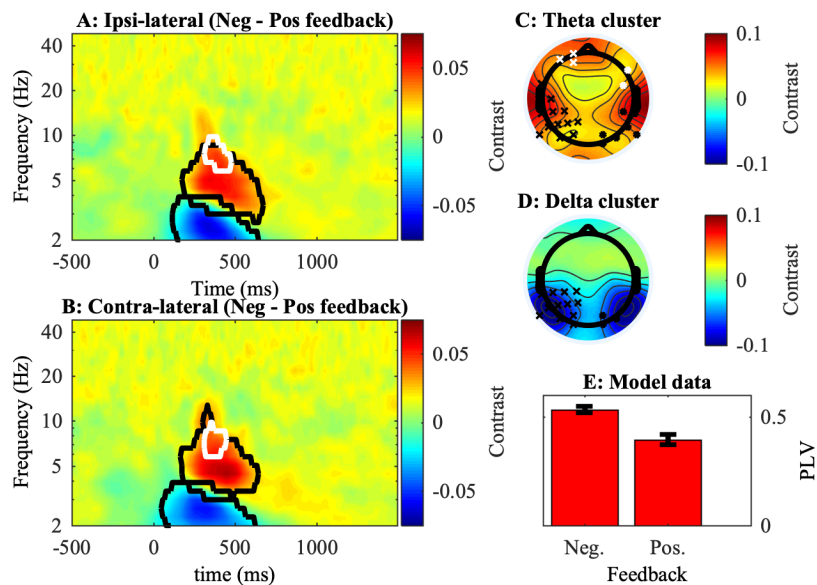 A: Ipsi-lateral (Neg - Pos feedback)
40
20
10
5
2
Frequency (Hz)
-500 0 500 1000
Time (ms)
0.05
0
-0.05
Contrast
B: Contra-lateral (Neg - Pos feedback)
40
20
10
5
2
Frequency (Hz)
-500 0 500 1000
time (ms)
0.05
0
-0.05
Contrast
C: Theta cluster
0.1
0
-0.1
Contrast
D: Delta cluster
0.1
0
-0.1
Contrast
E: Model data
0.5
0
PLV
Neg. Pos.
Feedback